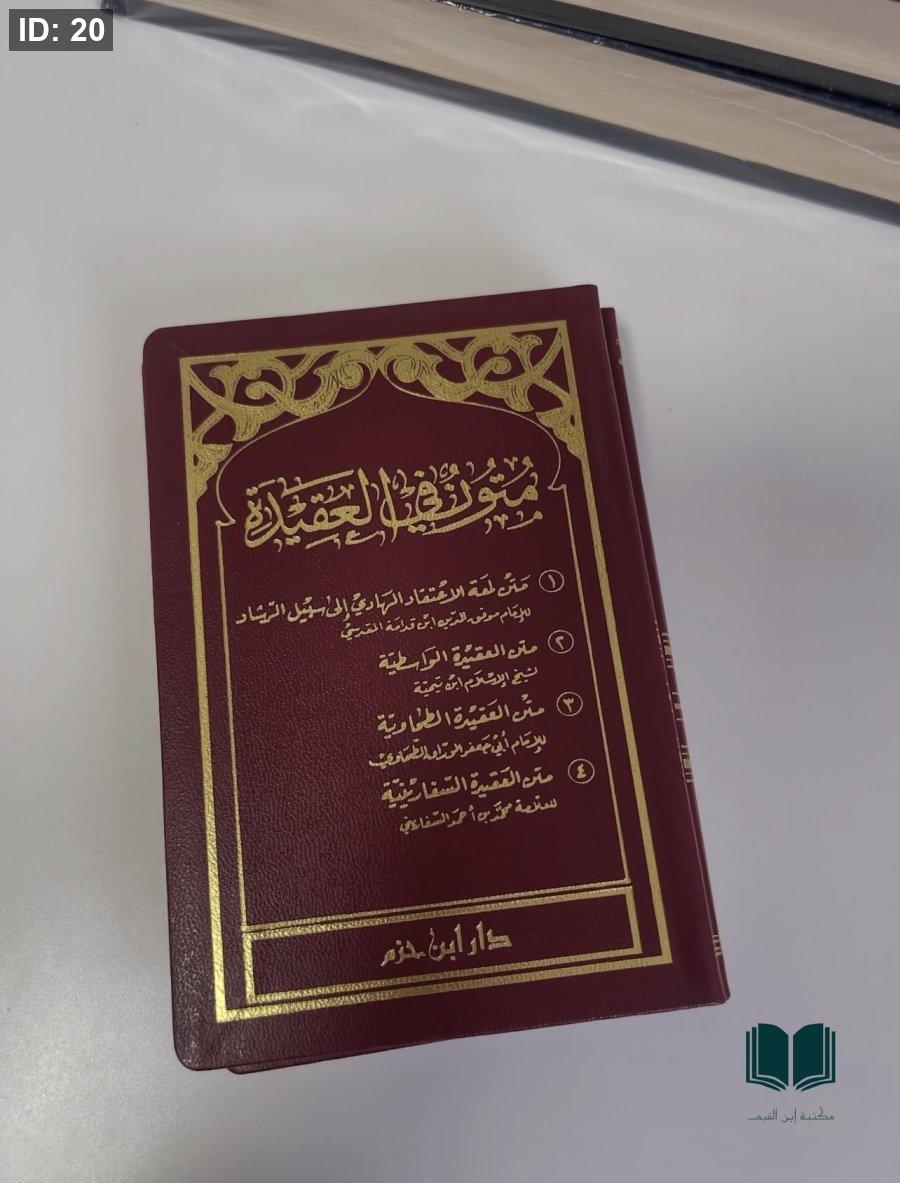 ID: 20
متون في العقيدة
١ متن لمعة الاعتقاد الهادي إلى سبيل الرشاد
للإمام موفق الدين ابن قدامة المقدسي
٢ متن العقيدة الواسطية
لشيخ الإسلام ابن تيمية
٣ متن العقيدة الطحاوية
للإمام أبي جعفر الوراق الطحاوي
٤ متن العقيدة السفارينية
للعلامة محمد بن أحمد السفاريني
دار ابن حزم
مكتبة إبن القيم